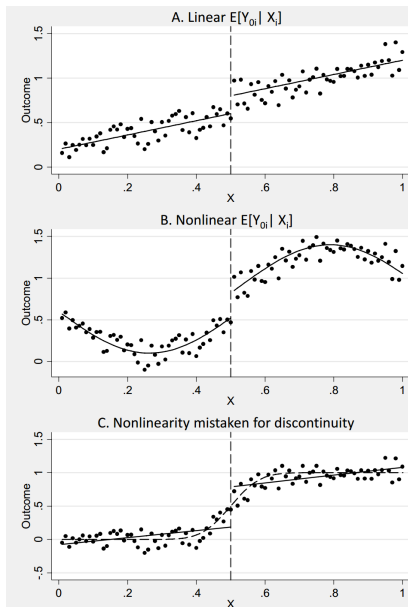 A. Linear E[Y0i| Xi]
1.5
1
.5
0
Outcome
0 .2 .4 .6 .8 1
X
B. Nonlinear E[Y0i| Xi]
1.5
1
.5
0
Outcome
0 .2 .4 .6 .8 1
X
C. Nonlinearity mistaken for discontinuity
1.5
1
.5
0
-.5
Outcome
0 .2 .4 .6 .8 1
X